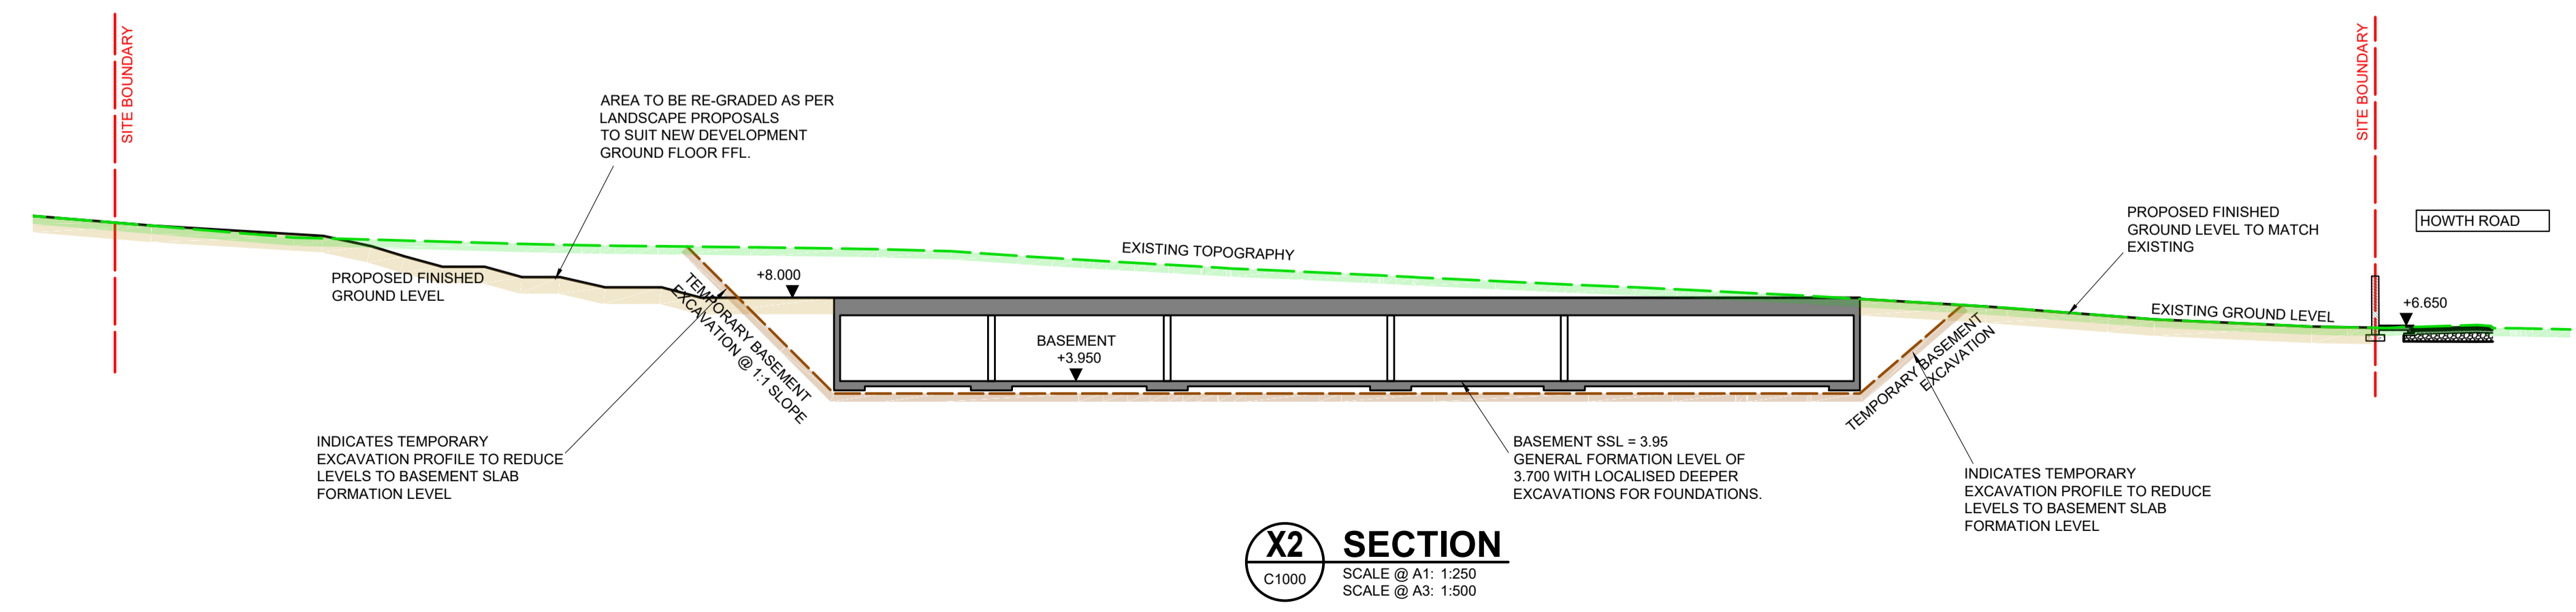 SITE BOUNDARY
AREA TO BE RE-GRADED AS PER
LANDSCAPE PROPOSALS
TO SUIT NEW DEVELOPMENT
GROUND FLOOR FFL.
SITE BOUNDARY
PROPOSED FINISHED
GROUND LEVEL TO MATCH
EXISTING
HOWTH ROAD
EXISTING TOPOGRAPHY
PROPOSED FINISHED
GROUND LEVEL
+8.000
TEMPORARY BASEMENT
EXCAVATION @ 1:1 SLOPE
BASEMENT
+3.950
EXISTING GROUND LEVEL
+6.650
TEMPORARY BASEMENT
EXCAVATION
INDICATES TEMPORARY
EXCAVATION PROFILE TO REDUCE
LEVELS TO BASEMENT SLAB
FORMATION LEVEL
BASEMENT SSL = 3.95
GENERAL FORMATION LEVEL OF
3.700 WITH LOCALISED DEEPER
EXCAVATIONS FOR FOUNDATIONS.
INDICATES TEMPORARY
EXCAVATION PROFILE TO REDUCE
LEVELS TO BASEMENT SLAB
FORMATION LEVEL
X2
C1000
SECTION
SCALE @ A1: 1:250
SCALE @ A3: 1:500